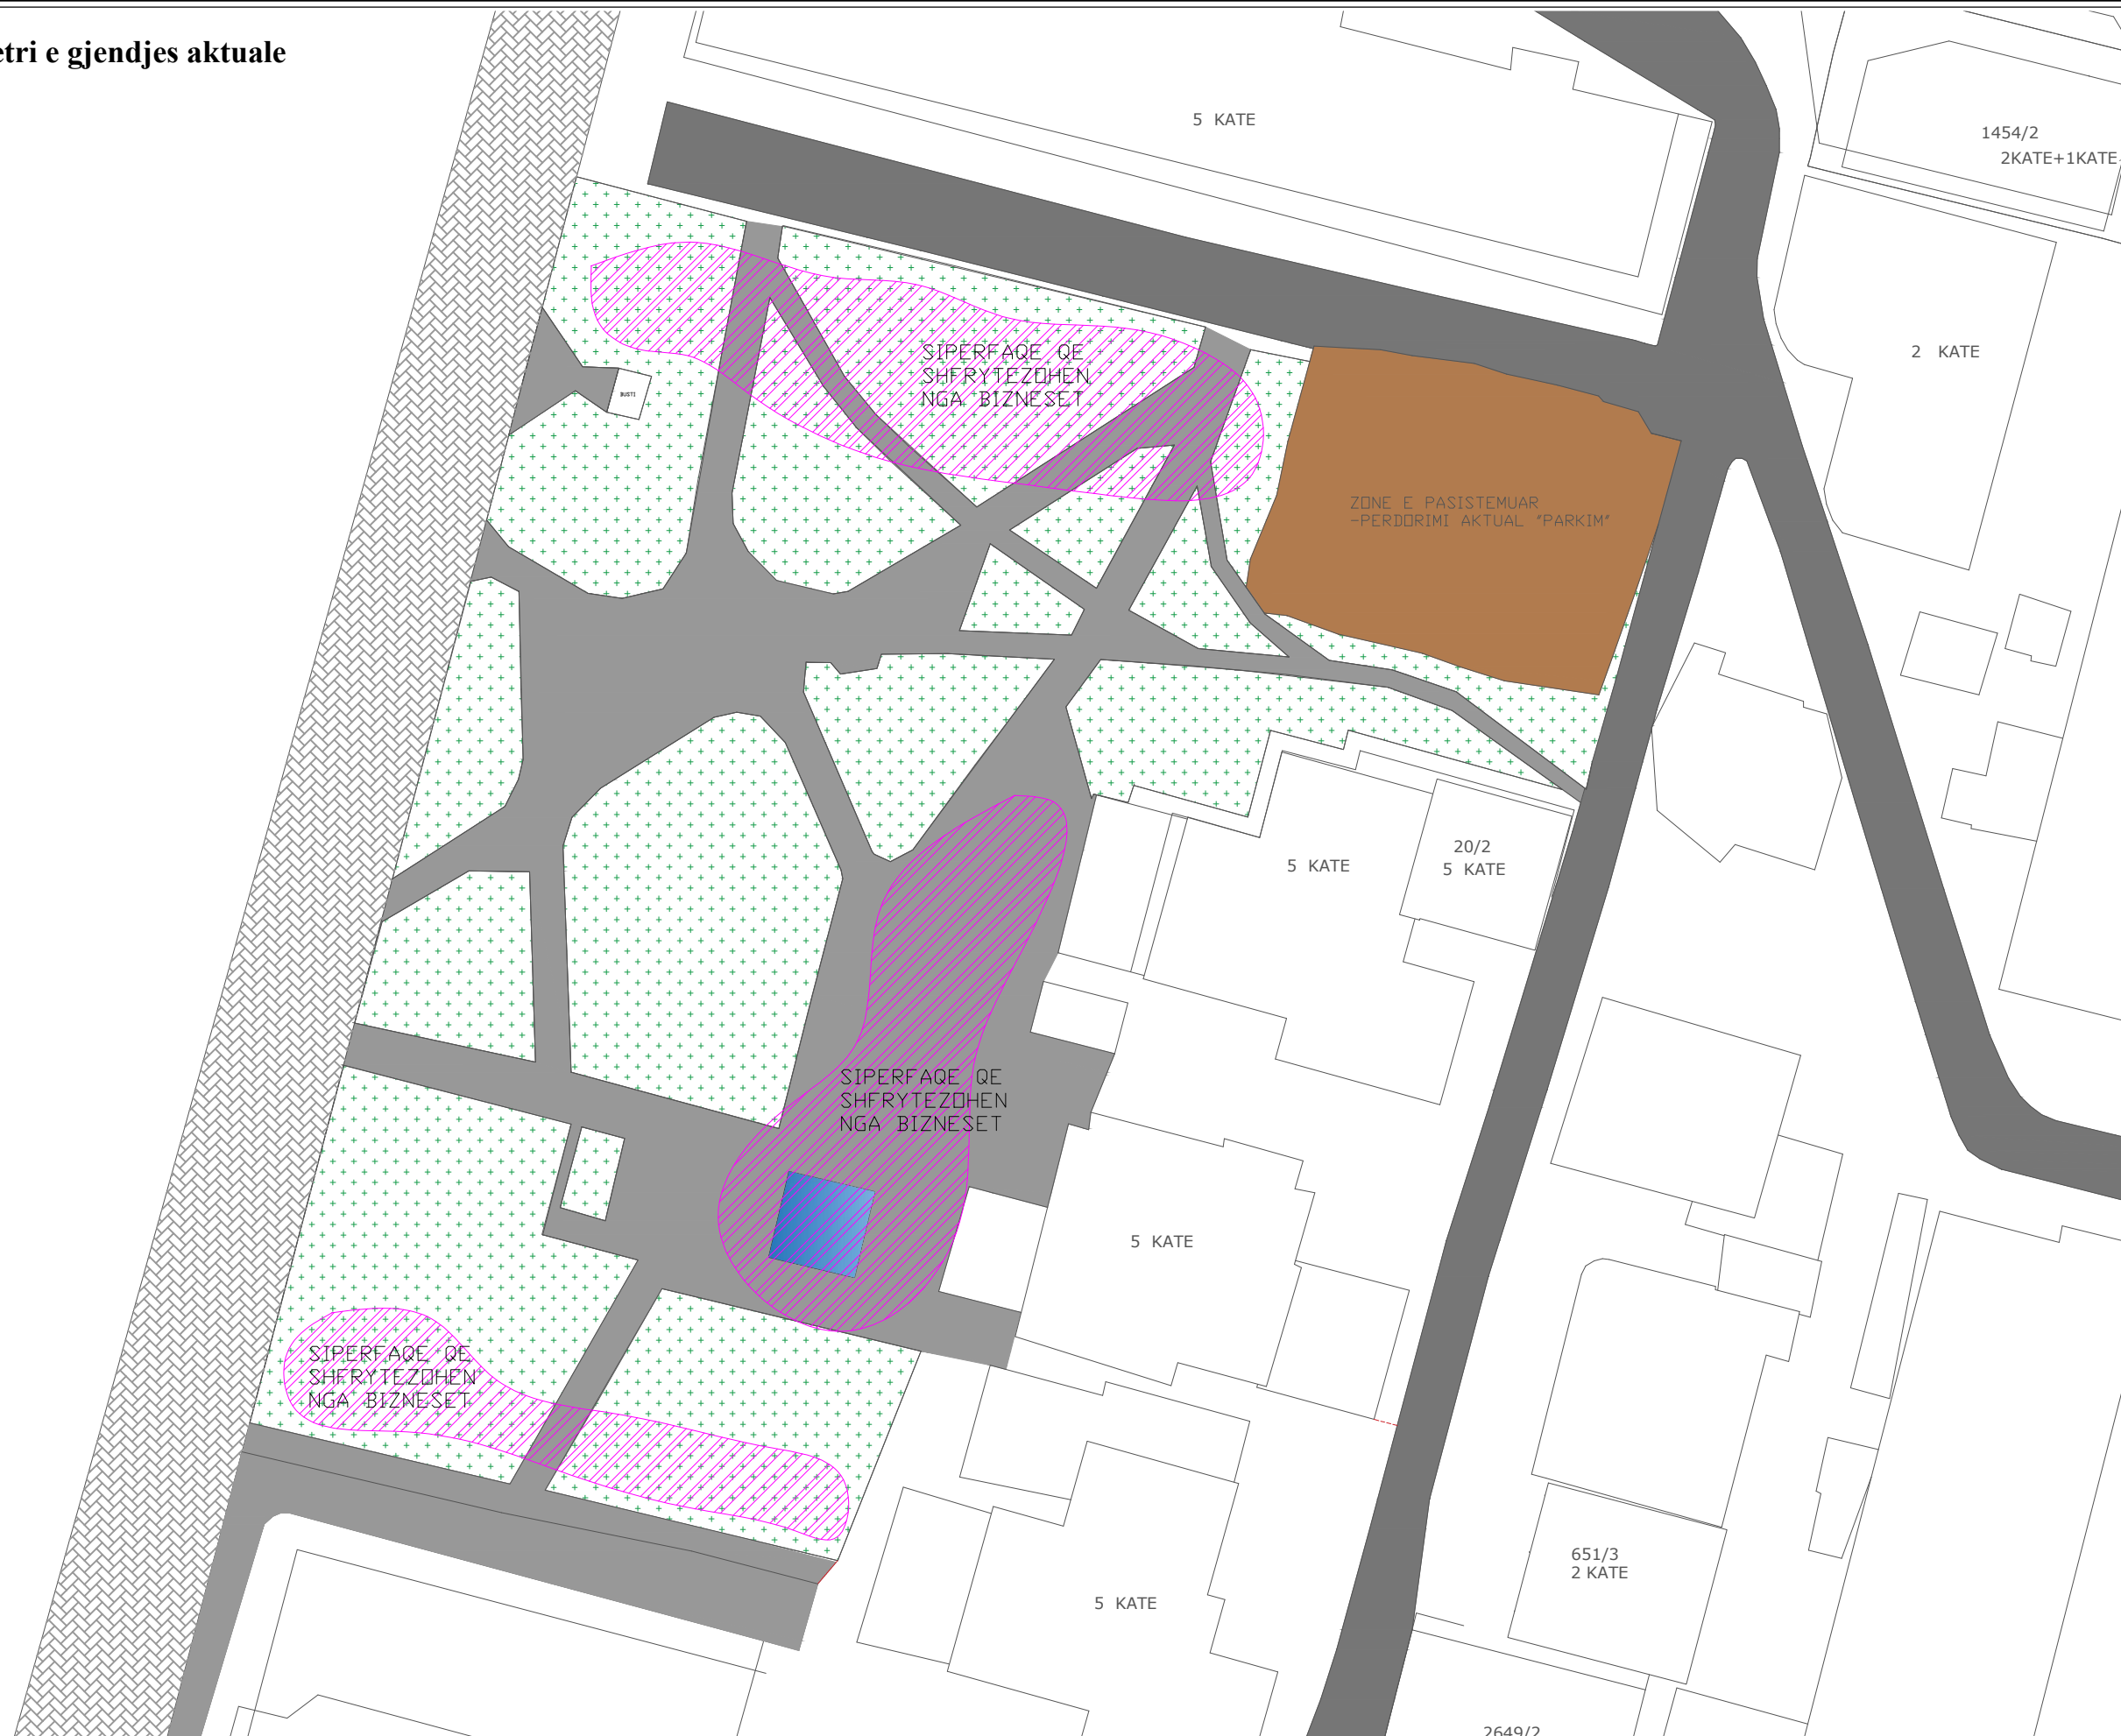 etri e gjendjes aktuale
5 KATE
1454/2
2KATE+1KATE
2 KATE
SIPERFAQE QE
SHFRYTEZOHEN
NGA BIZNESET
BUSTI
ZONE E PASISTEMUAR
-PERDORIMI AKTUAL "PARKIM"
20/2
5 KATE
5 KATE
SIPERFAQE QE
SHFRYTEZOHEN
NGA BIZNESET
5 KATE
SIPERFAQE QE
SHFRYTEZOHEN
NGA BIZNESET
651/3
2 KATE
5 KATE
2649/2